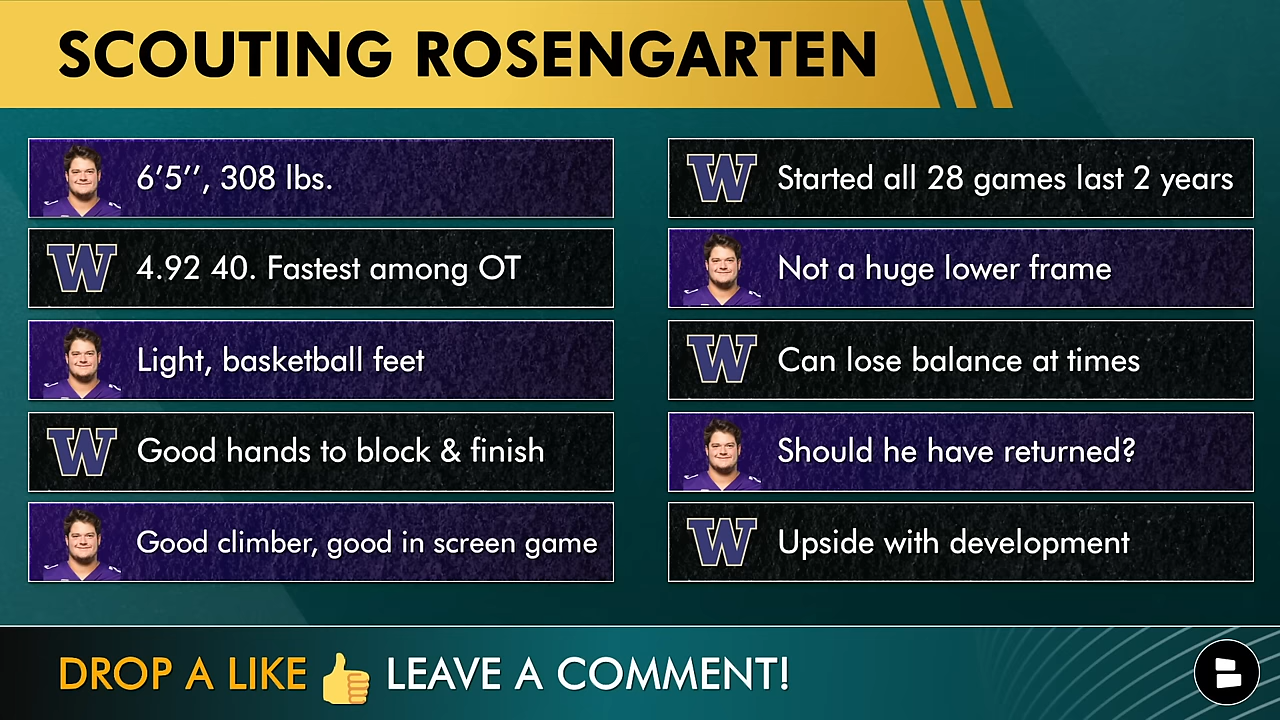 SCOUTING ROSENGARTEN
6'5'', 308 lbs.
W 4.92 40. Fastest among OT
Light, basketball feet
W Good hands to block & finish
Good climber, good in screen game
W Started all 28 games last 2 years
Not a huge lower frame
W Can lose balance at times
Should he have returned?
W Upside with development
DROP A LIKE 👍 LEAVE A COMMENT!